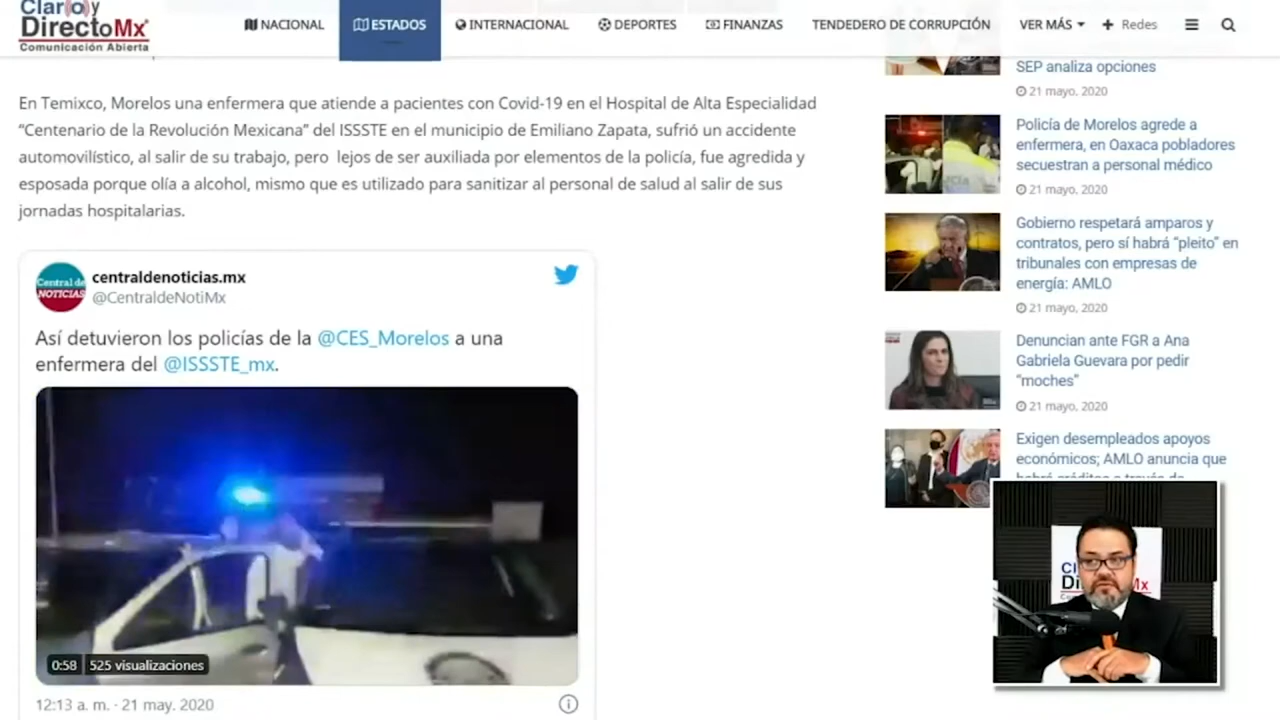 Claro y
DirectoMx
Comunicación Abierta
NACIONAL
ESTADOS
INTERNACIONAL
DEPORTES
FINANZAS
TENDEDERO DE CORRUPCIÓN
VER MÁS
+ Redes
En Temixco, Morelos una enfermera que atiende a pacientes con Covid-19 en el Hospital de Alta Especialidad
“Centenario de la Revolución Mexicana” del ISSSTE en el municipio de Emiliano Zapata, sufrió un accidente
automovilístico, al salir de su trabajo, pero lejos de ser auxiliada por elementos de la policía, fue agredida y
esposada porque olía a alcohol, mismo que es utilizado para sanitizar al personal de salud al salir de sus
jornadas hospitalarias.
Central de
NOTICIAS
centraldenoticias.mx
@CentraldeNotiMx
Así detuvieron los policías de la @CES_Morelos a una
enfermera del @ISSSTE_mx.
0:58 525 visualizaciones
12:13 a. m. · 21 may. 2020
SEP analiza opciones
21 mayo, 2020
Policía de Morelos agrede a
enfermera, en Oaxaca pobladores
secuestran a personal médico
21 mayo, 2020
Gobierno respetará amparos y
contratos, pero sí habrá “pleito” en
tribunales con empresas de
energía: AMLO
21 mayo, 2020
Denuncian ante FGR a Ana
Gabriela Guevara por pedir
“moches”
21 mayo, 2020
Exigen desempleados apoyos
económicos; AMLO anuncia que
habrá créditos a través de